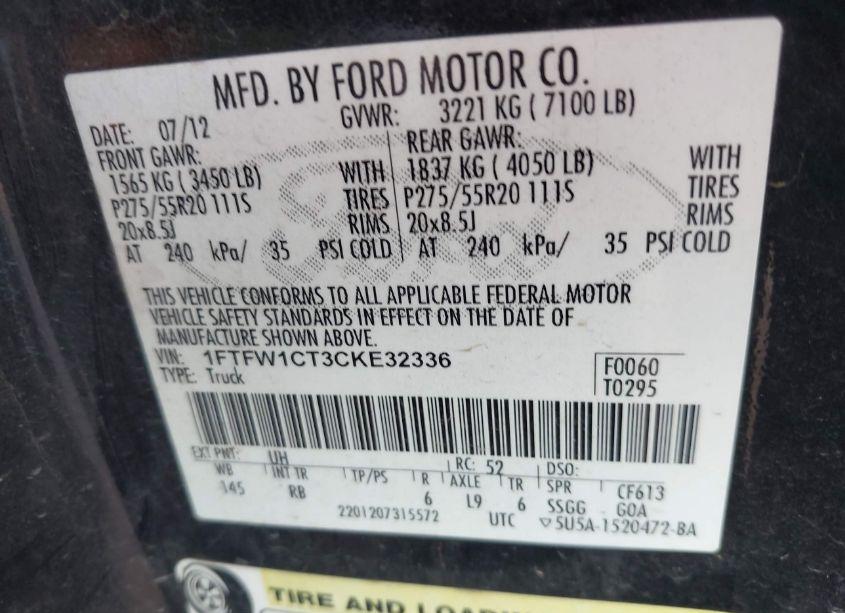 MFD. BY FORD MOTOR CO.
DATE: 07/12 GVWR: 3221 KG ( 7100 LB)
FRONT GAWR: REAR GAWR:
1565 KG ( 3450 LB) WITH 1837 KG ( 4050 LB) WITH
P275/55R20 111S TIRES P275/55R20 111S TIRES
20x8.5J RIMS 20x8.5J RIMS
AT 240 kPa/ 35 PSI COLD AT 240 kPa/ 35 PSI COLD
THIS VEHICLE CONFORMS TO ALL APPLICABLE FEDERAL MOTOR
VEHICLE SAFETY STANDARDS IN EFFECT ON THE DATE OF
MANUFACTURE SHOWN ABOVE.
VIN: 1FTFW1CT3CKE32336
TYPE: Truck
F0060
T0295
EXT PNT: UH RC: 52 DSO:
WB INT TR TP/PS R AXLE TR SPR CF613
145 RB 6 L9 6 SSGG GOA
2201207315572 UTC ▽5U5A-1520472-BA
TIRE AND